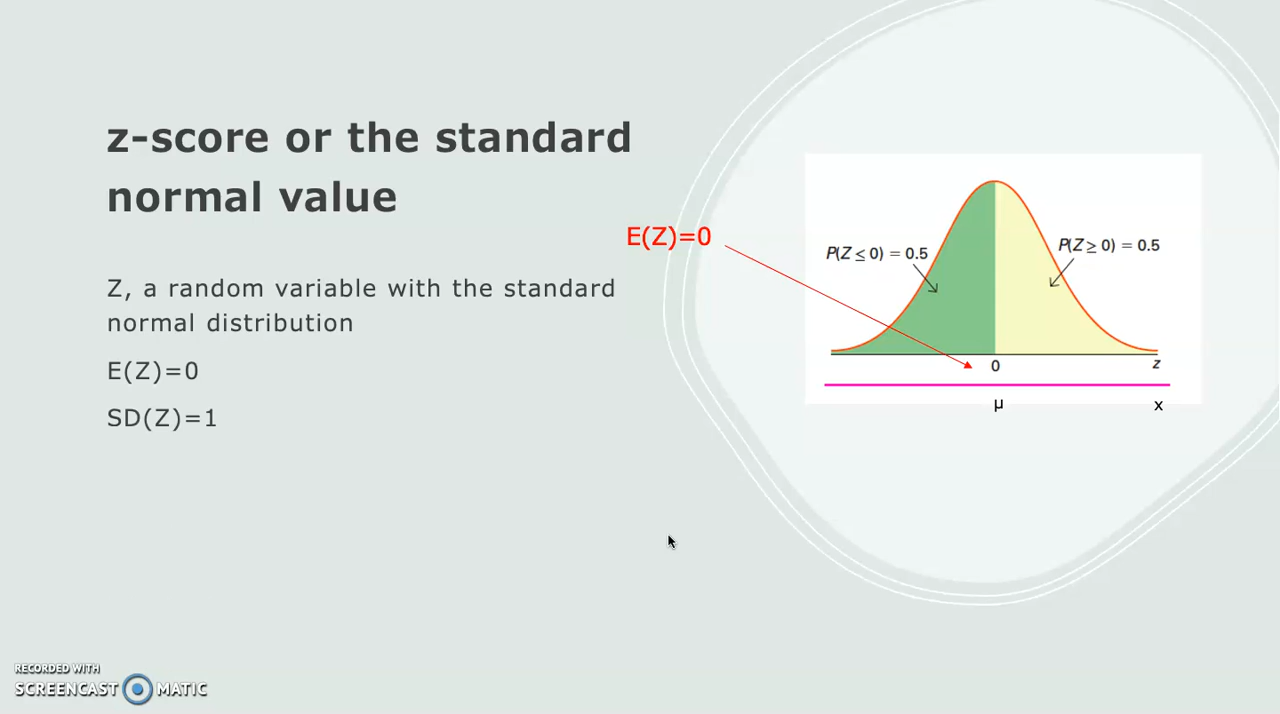 z-score or the standard
normal value
E(Z)=0
Z, a random variable with the standard
normal distribution
E(Z)=0
SD(Z)=1
P(Z ≤ 0) = 0.5
P(Z ≥ 0) = 0.5
0
z
μ
x
RECORDED WITH
SCREENCAST MATIC